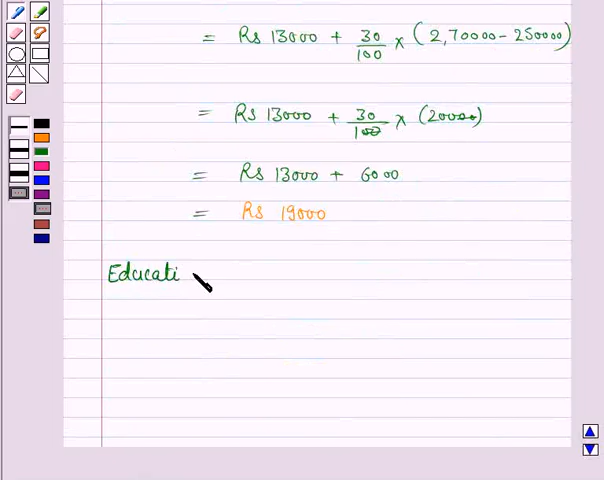 = Rs 13000 + 30/100 × (2,70000 - 250000)
= Rs 13000 + 30/100 × (20000)
= Rs 13000 + 6000
= Rs 19000
Educati